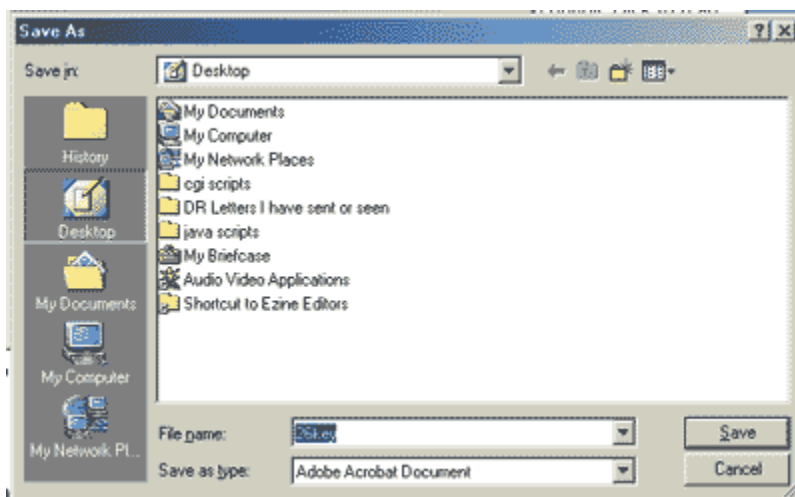 Save As
Save in:
Desktop
History
Desktop
My Documents
My Computer
My Network Pl...
My Documents
My Computer
My Network Places
cgi scripts
DR Letters I have sent or seen
java scripts
My Briefcase
Audio Video Applications
Shortcut to Ezine Editors
File name:
Save
Save as type:
Adobe Acrobat Document
Cancel